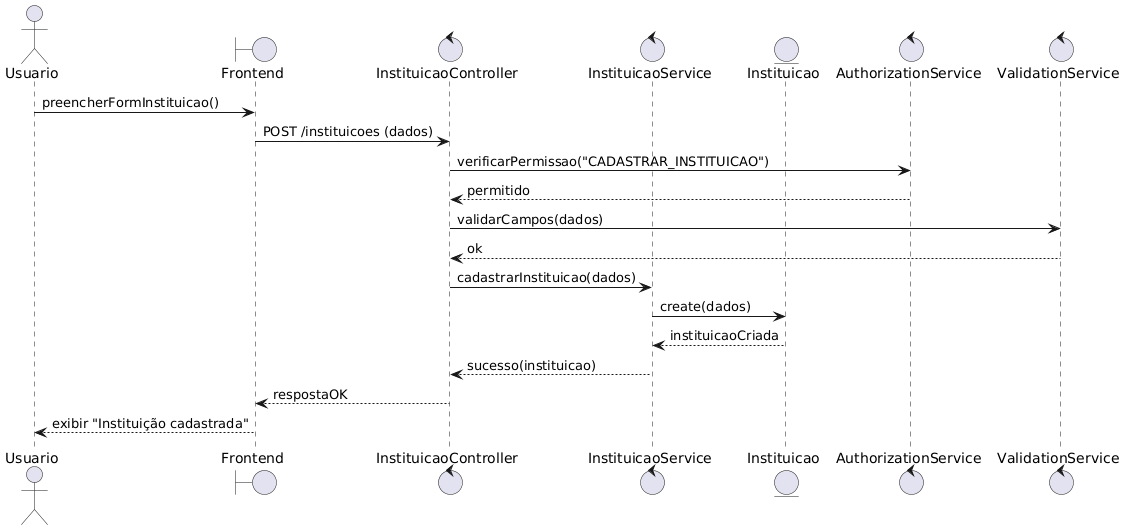 Usuario
Frontend
InstituicaoController
InstituicaoService
Instituicao
AuthorizationService
ValidationService
preencherFormInstituicao()
POST /instituicoes (dados)
verificarPermissao("CADASTRAR_INSTITUICAO")
permitido
validarCampos(dados)
ok
cadastrarInstituicao(dados)
create(dados)
instituicaoCriada
sucesso(instituicao)
respostaOK
exibir "Instituição cadastrada"
Usuario
Frontend
InstituicaoController
InstituicaoService
Instituicao
AuthorizationService
ValidationService